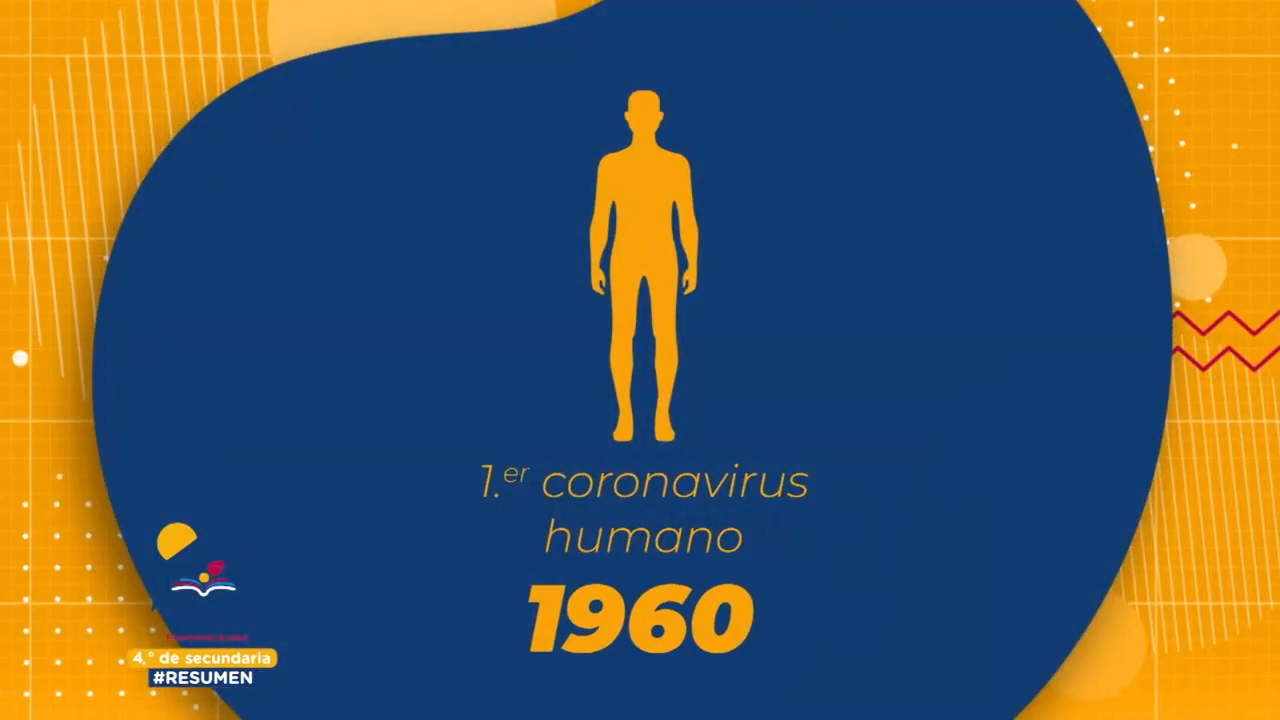 1.er coronavirus
humano
1960
4.° de secundaria
#RESUMEN